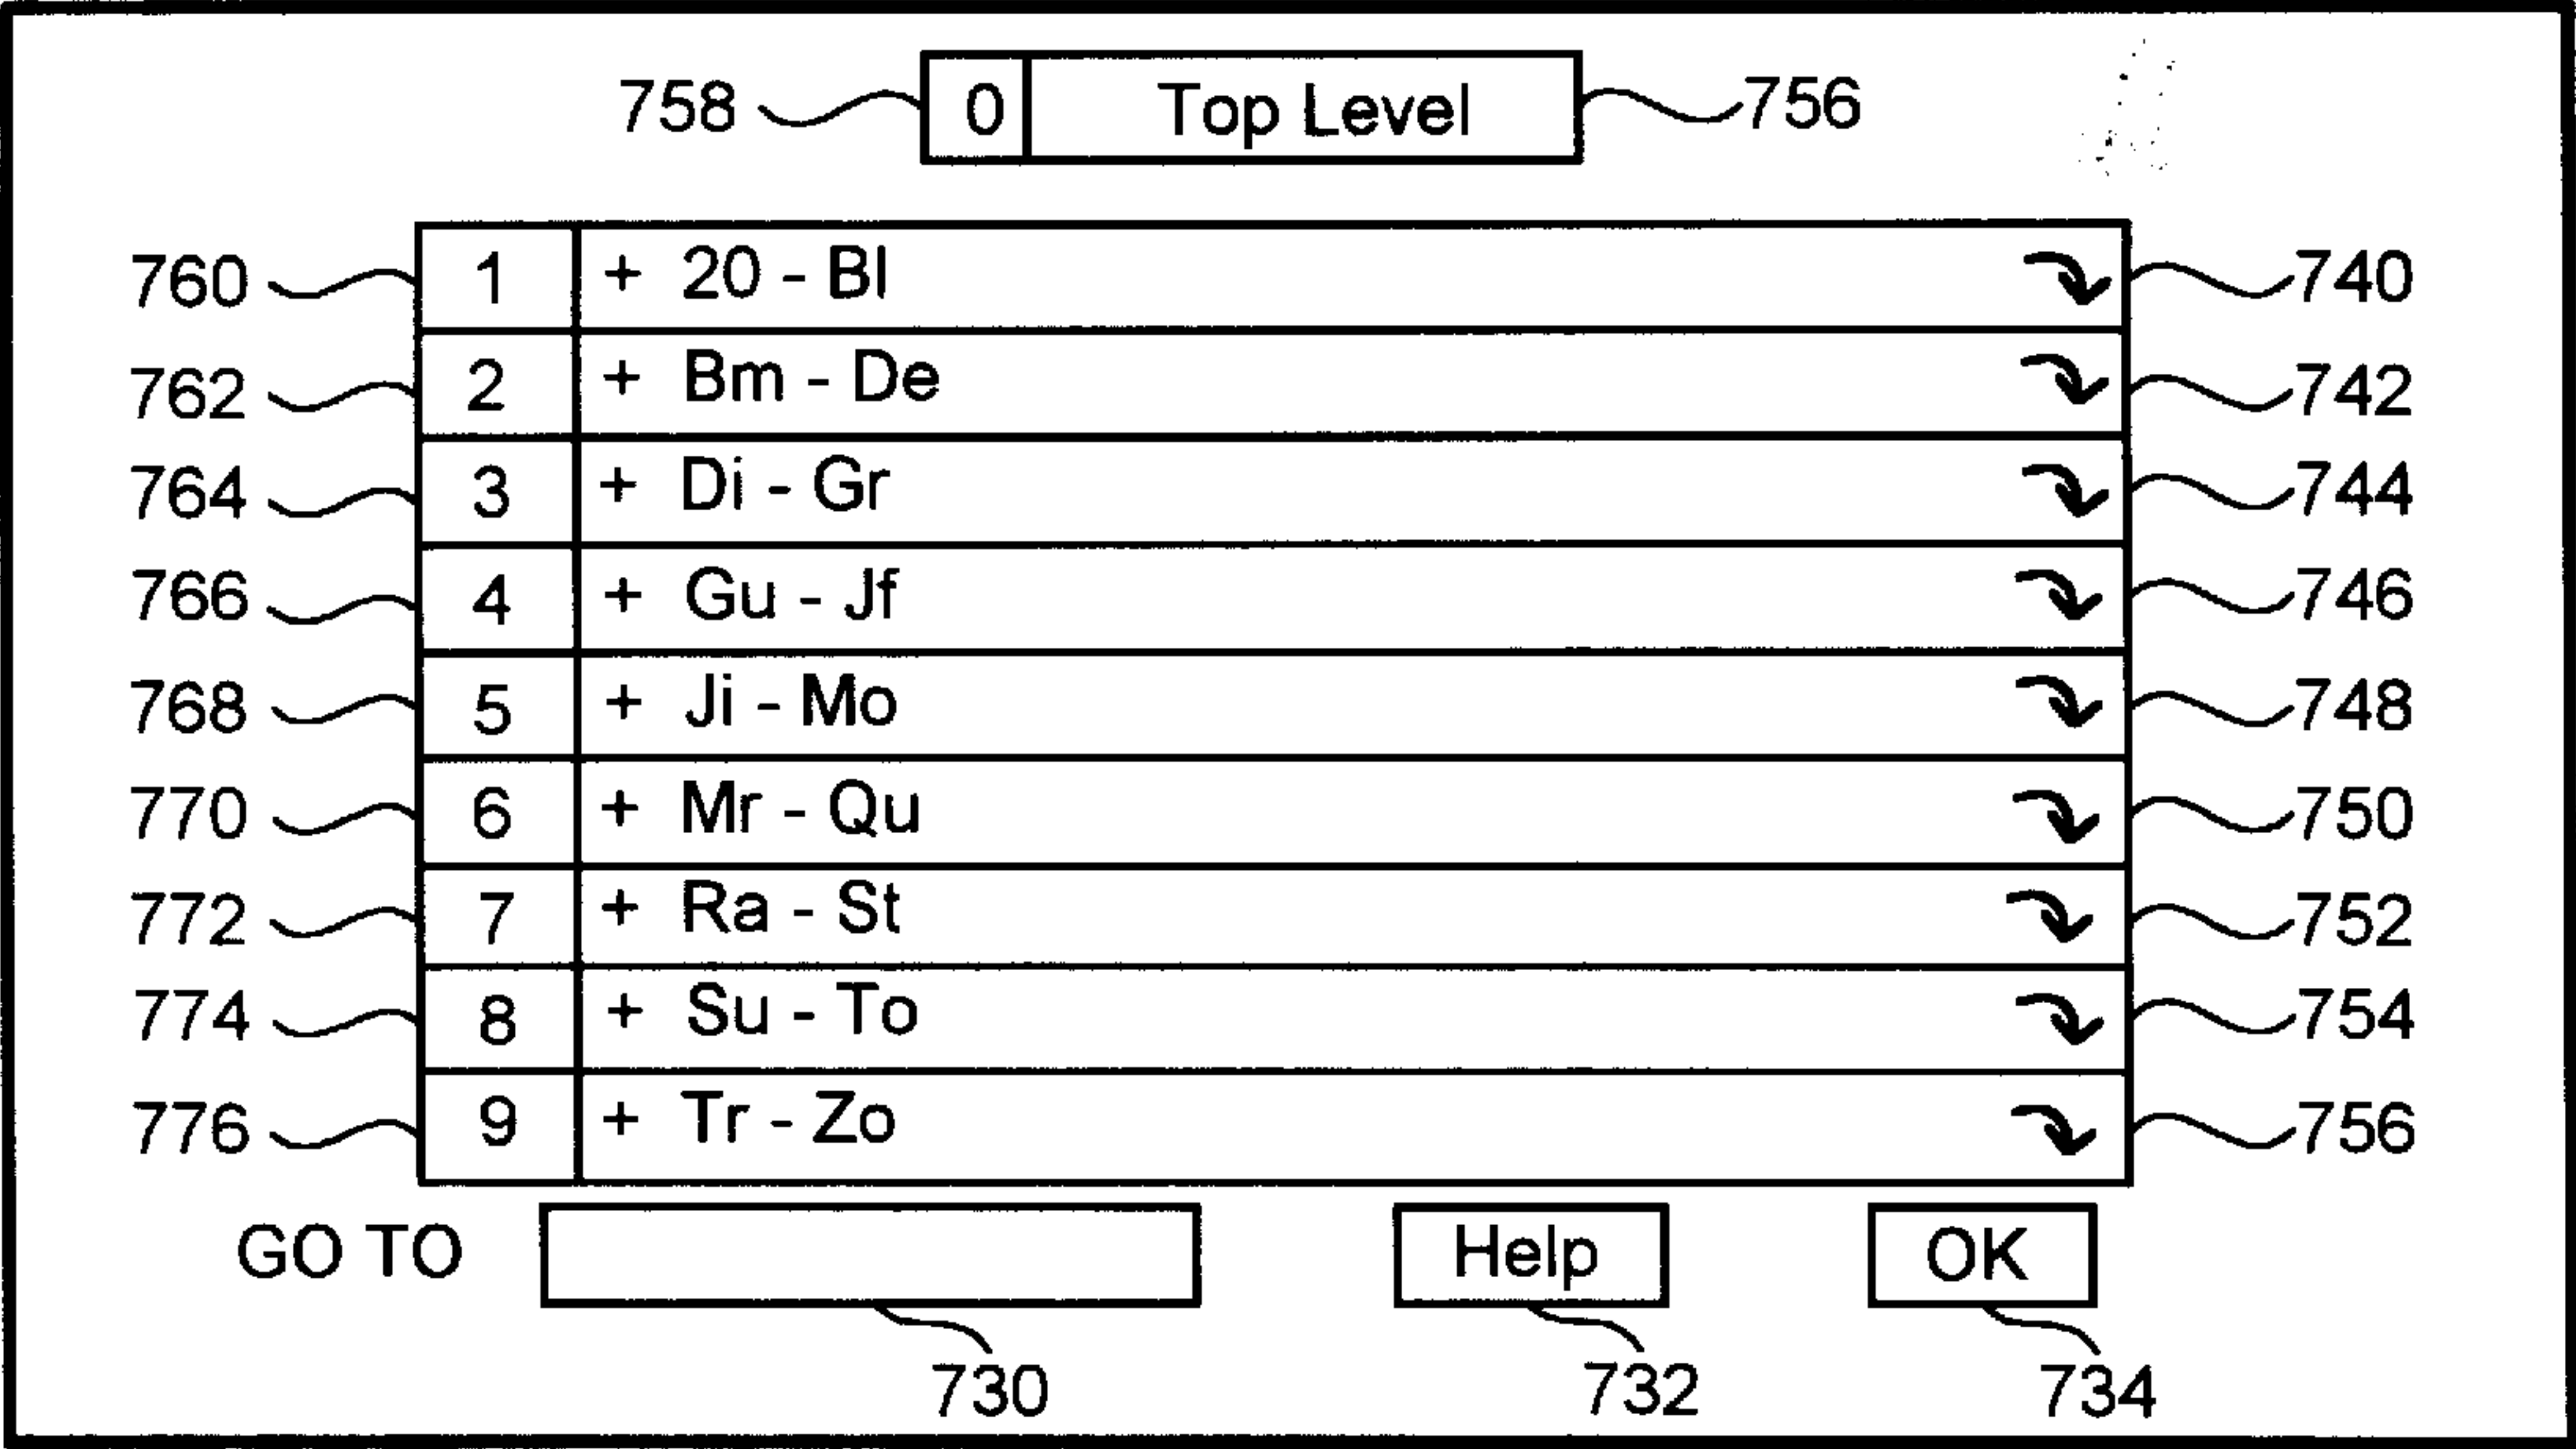 758 0 Top Level 756
760 1 + 20 - Bl 740
762 2 + Bm - De 742
764 3 + Di - Gr 744
766 4 + Gu - Jf 746
768 5 + Ji - Mo 748
770 6 + Mr - Qu 750
772 7 + Ra - St 752
774 8 + Su - To 754
776 9 + Tr - Zo 756
GO TO Help OK
730 732 734